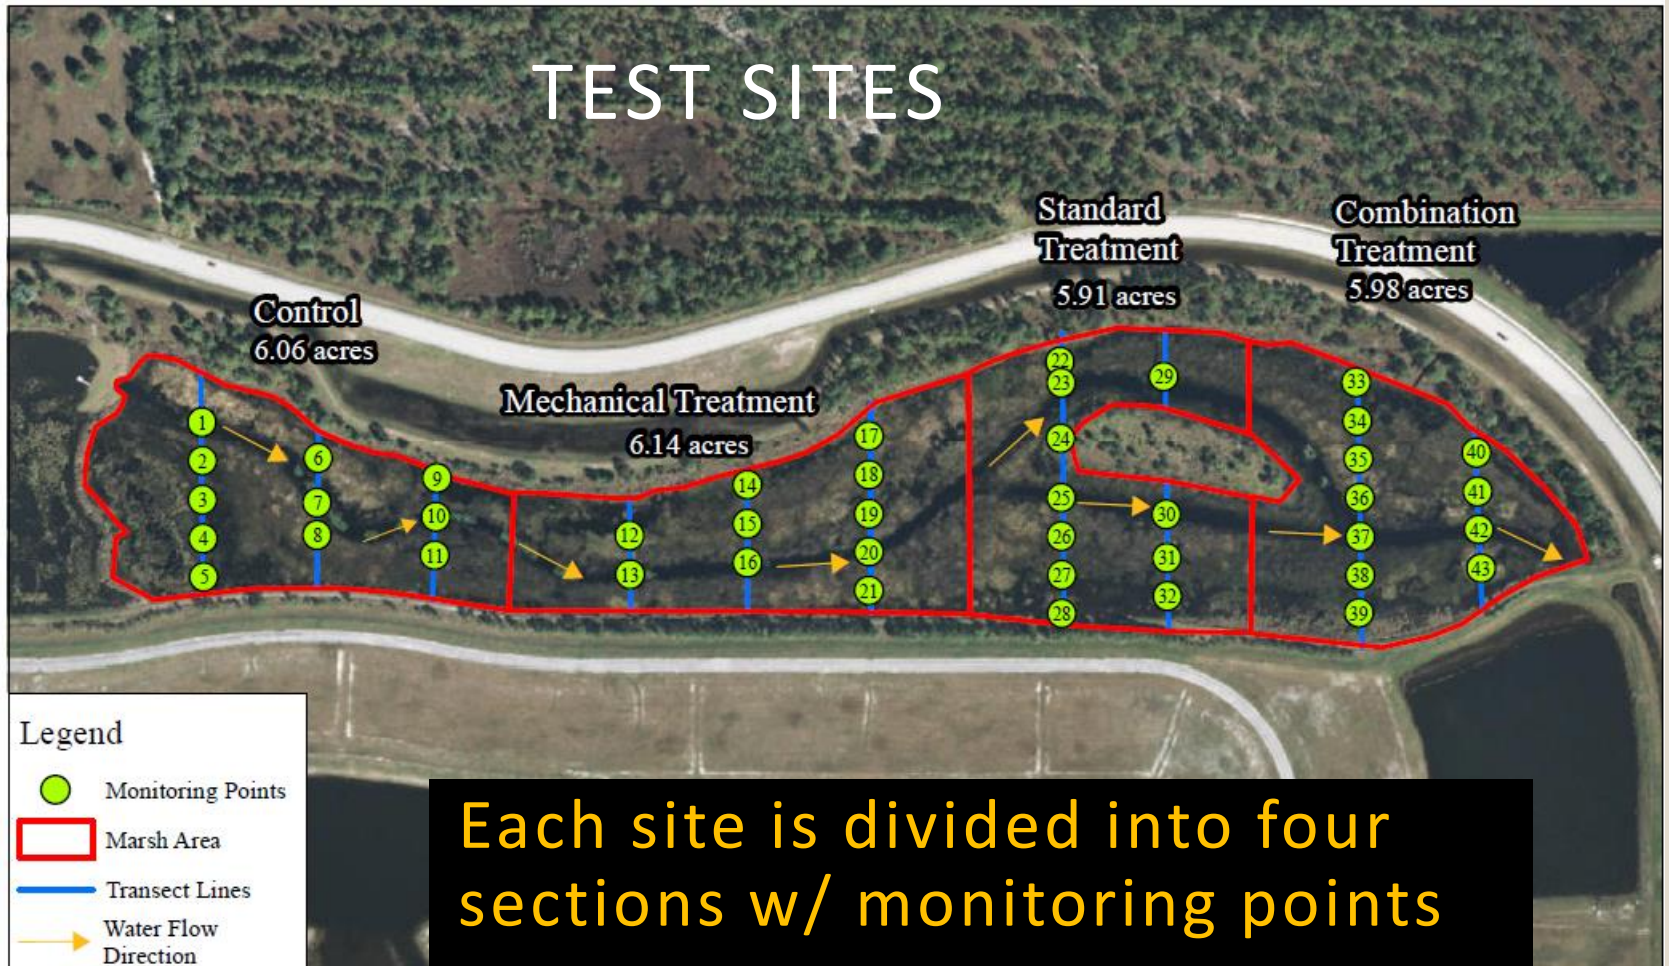 TEST SITES
Standard
Treatment
5.91 acres
Combination
Treatment
5.98 acres
Control
6.06 acres
Mechanical Treatment
6.14 acres
1
2
3
4
5
6
7
8
9
10
11
12
13
14
15
16
17
18
19
20
21
22
23
24
25
26
27
28
29
30
31
32
33
34
35
36
37
38
39
40
41
42
43
Legend
Monitoring Points
Marsh Area
Transect Lines
Water Flow
Direction
Each site is divided into four
sections w/ monitoring points